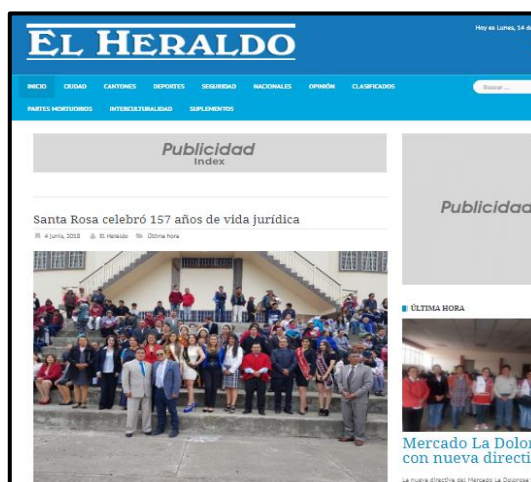 EL HERALDO
Hoy es Lunes, 14 de
INICIO CIUDAD CANTONES DEPORTES SEGURIDAD NACIONALES OPINIÓN CLASIFICADOS
Buscar ...
PARTES MORTUORIOS INTERCULTURALIDAD SUPLEMENTOS
Publicidad
Index
Publicidad
Santa Rosa celebró 157 años de vida jurídica
4 junio, 2018 El Heraldo Última hora
ÚLTIMA HORA
Mercado La Dolor
con nueva directi
La nueva directiva del Mercado La Dolorosa